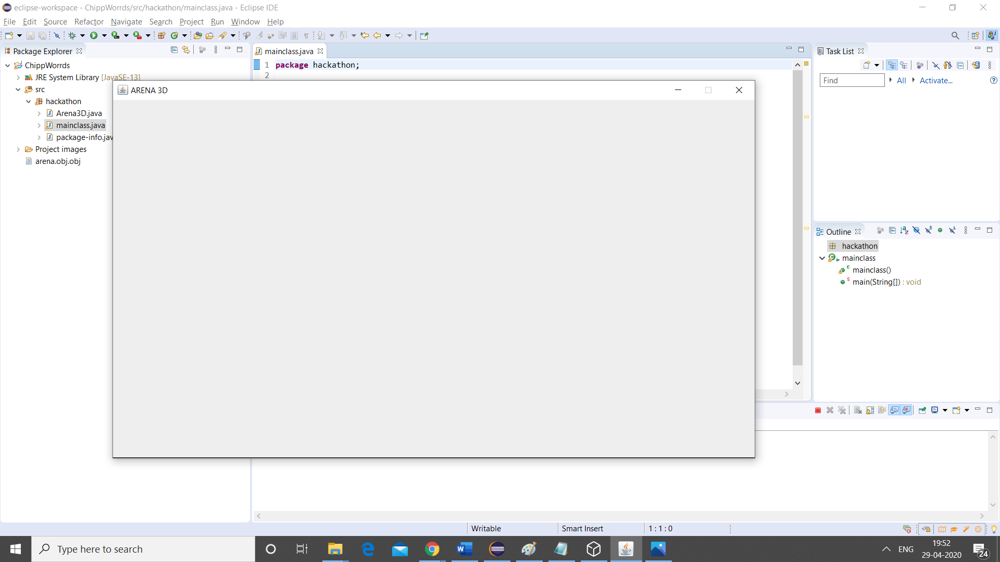 eclipse-workspace - ChippWorrds/src/hackathon/mainclass.java - Eclipse IDE
File Edit Source Refactor Navigate Search Project Run Window Help
Package Explorer
ChippWorrds
JRE System Library [JavaSE-13]
src
hackathon
Arena3D.java
mainclass.java
package-info.jav
Project images
arena.obj.obj
mainclass.java
1 package hackathon;
2
ARENA 3D
Task List
Find All Activate...
Outline
hackathon
mainclass
mainclass()
main(String[]) : void
Writable Smart Insert 1 : 1 : 0
Type here to search
ENG
19:52
29-04-2020
24